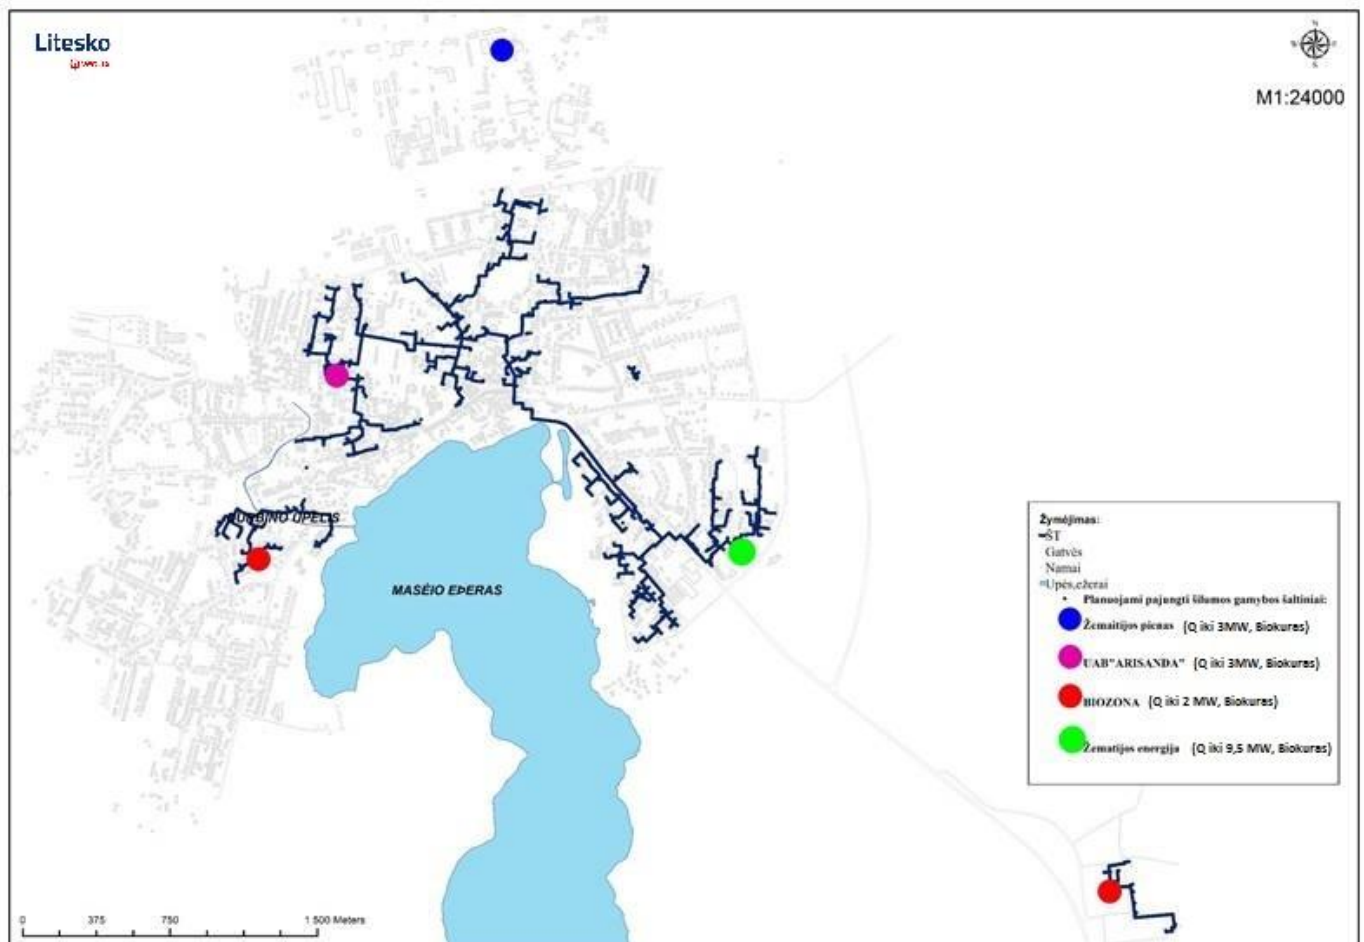 Litesko
M1:24000
UPELIS
MASËIO EÞERAS
Žymėjimas:
ŠT
Gatvės
Namai
Upės,ežerai
Planuojami pajungti šilumos gamybos šaltiniai:
Žemaitijos pienas (Q iki 3MW, Biokuras)
UAB"ARISANDA" (Q iki 3MW, Biokuras)
BIOZONA (Q iki 2 MW, Biokuras)
Žematijos energija (Q iki 9,5 MW, Biokuras)
0 375 750 1 500 Meters